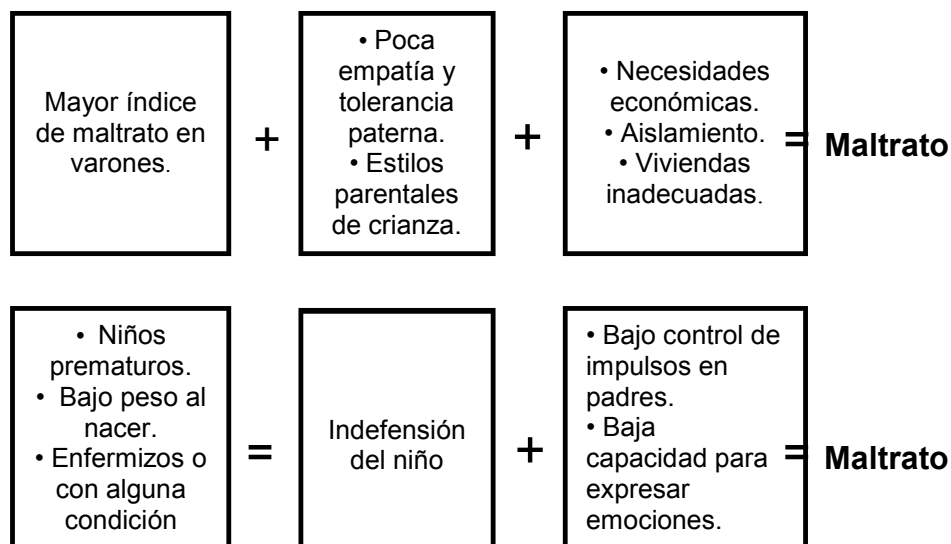 Mayor índice
de maltrato en
varones.
+
• Poca
empatía y
tolerancia
paterna.
• Estilos
parentales
de crianza.
+
• Necesidades
económicas.
• Aislamiento.
• Viviendas
inadecuadas.
= Maltrato
• Niños
prematuros.
• Bajo peso al
nacer.
• Enfermizos o
con alguna
condición
=
Indefensión
del niño
+
• Bajo control de
impulsos en
padres.
• Baja
capacidad para
expresar
emociones.
= Maltrato